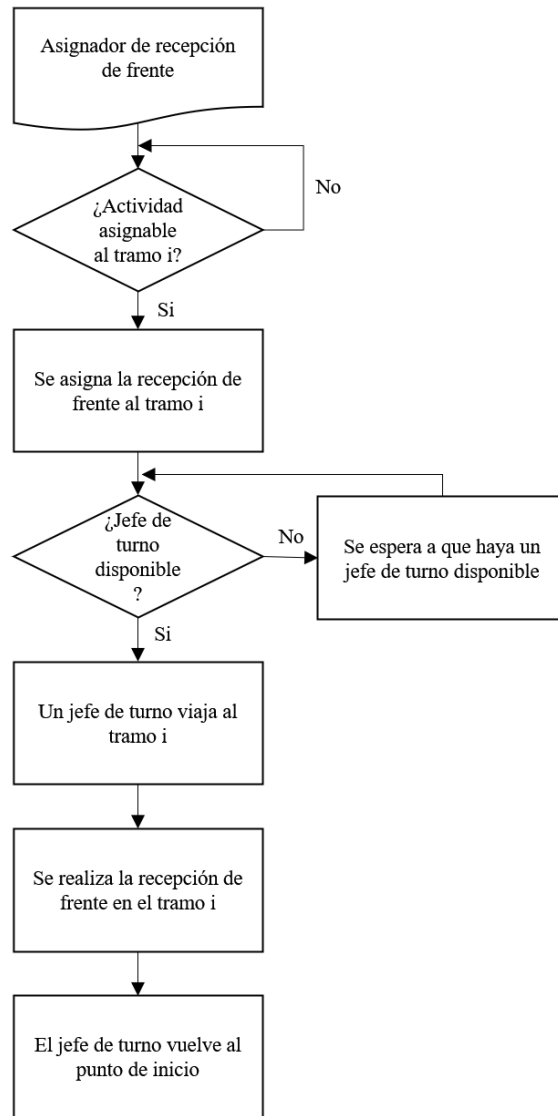 Asignador de recepción
de frente
No
¿Actividad
asignable
al tramo i?
Si
Se asigna la recepción de
frente al tramo i
¿Jefe de
turno
disponible
?
No
Se espera a que haya un
jefe de turno disponible
Si
Un jefe de turno viaja al
tramo i
Se realiza la recepción de
frente en el tramo i
El jefe de turno vuelve al
punto de inicio